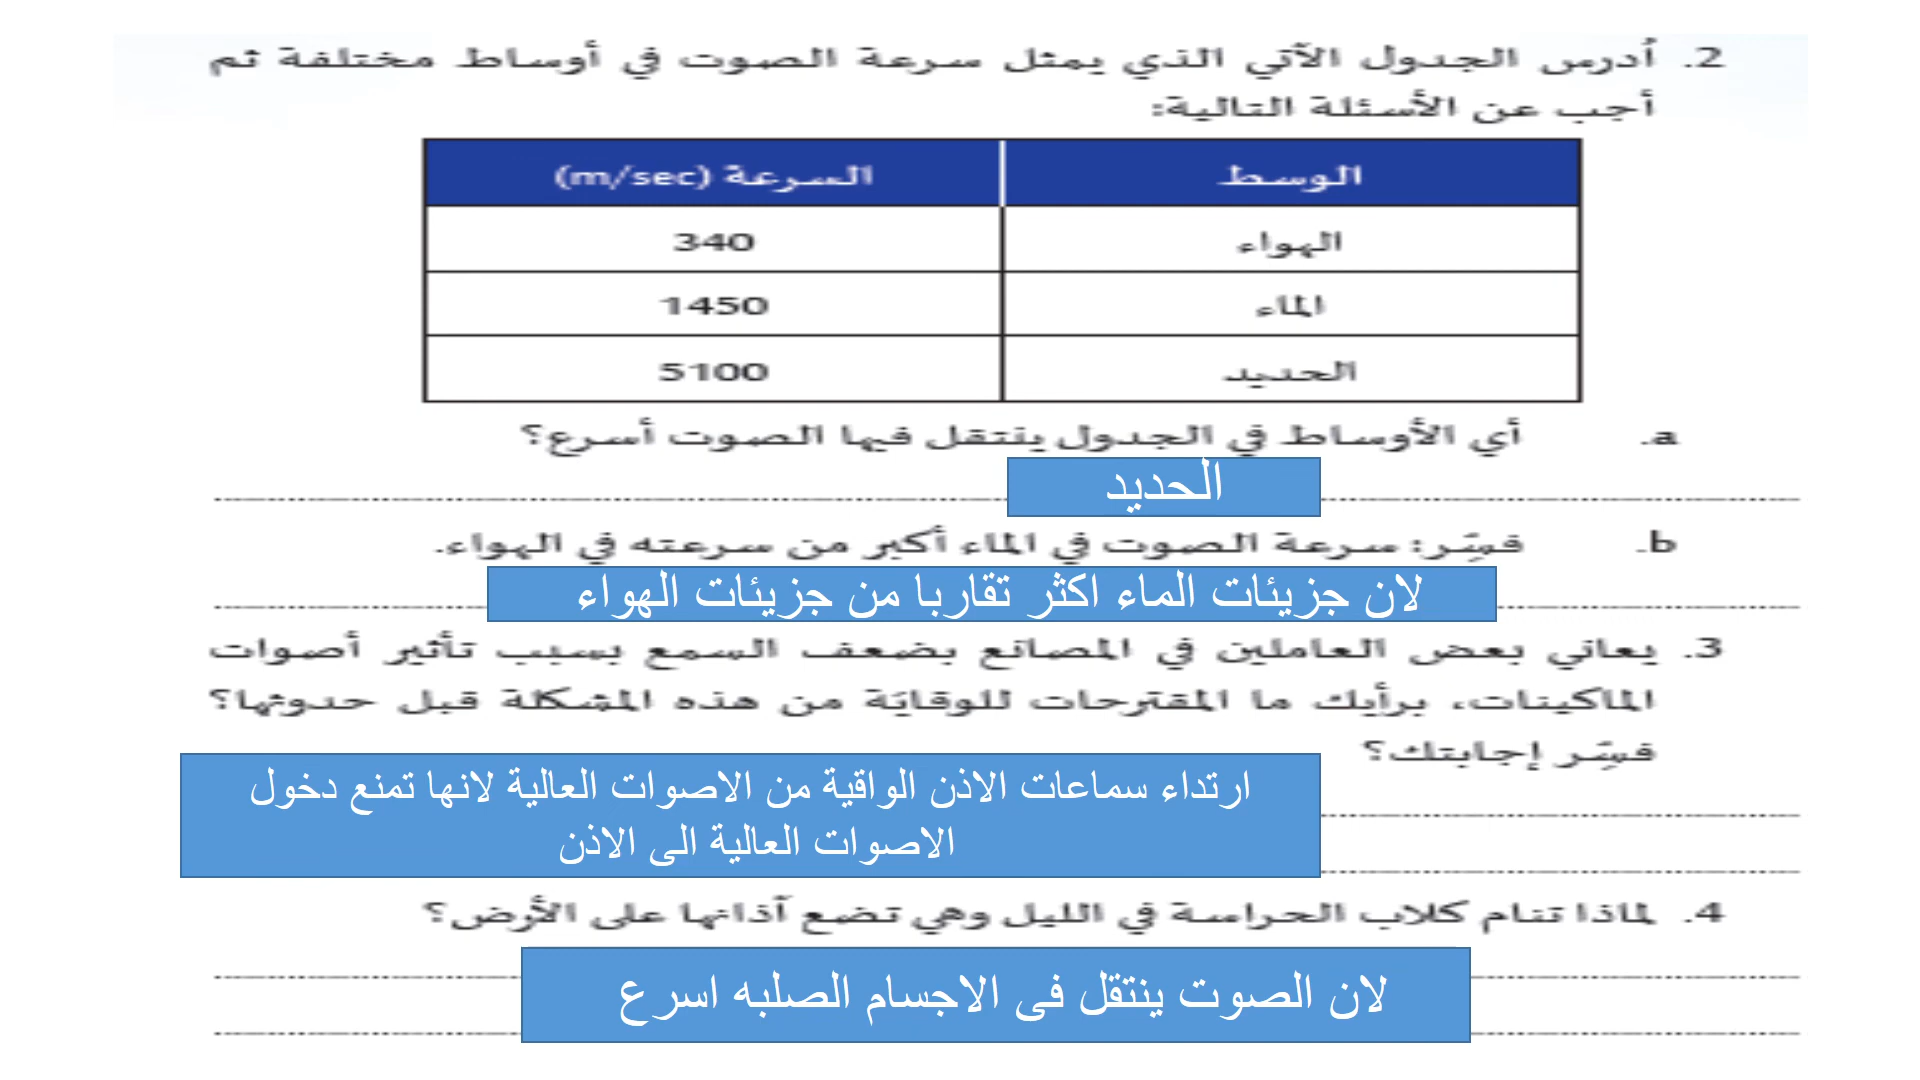 2. اُدرس الجدول الآتي الذي يمثل سرعة الصوت في أوساط مختلفة ثم
أجب عن الأسئلة التالية:
الوسط السرعة (m/sec)
الهواء 340
الماء 1450
الحديد 5100
a. أي الأوساط في الجدول ينتقل فيها الصوت أسرع؟
الحديد
b. فسِّر: سرعة الصوت في الماء أكبر من سرعته في الهواء.
لان جزيئات الماء اكثر تقاربا من جزيئات الهواء
3. يعاني بعض العاملين في المصانع بضعف السمع بسبب تأثير أصوات
الماكينات، برأيك ما المقترحات للوقايَة من هذه المشكلة قبل حدوثها؟
فسِّر إجابتك؟
ارتداء سماعات الاذن الواقية من الاصوات العالية لانها تمنع دخول
الاصوات العالية الى الاذن
4. لماذا تنام كلاب الحراسة في الليل وهي تضع آذانها على الأرض؟
لان الصوت ينتقل فى الاجسام الصلبه اسرع